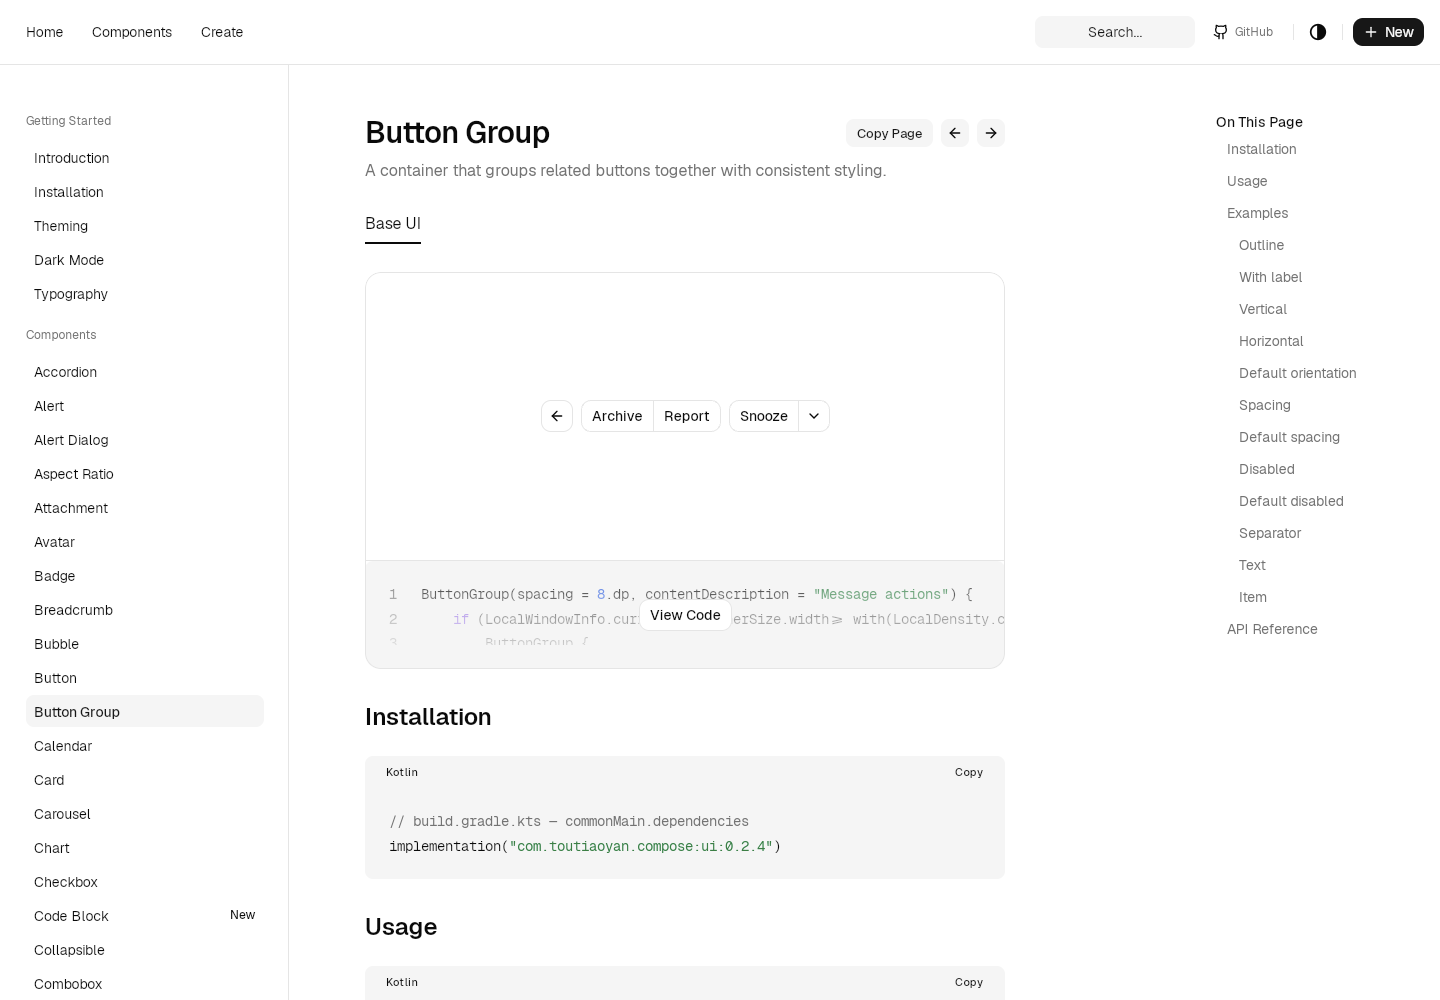 Home
Components
Create
Search...
GitHub
New
Getting Started
Introduction
Installation
Theming
Dark Mode
Typography
Components
Accordion
Alert
Alert Dialog
Aspect Ratio
Attachment
Avatar
Badge
Breadcrumb
Bubble
Button
Button Group
Calendar
Card
Carousel
Chart
Checkbox
Code Block New
Collapsible
Combobox
Button Group
Copy Page
A container that groups related buttons together with consistent styling.
Base UI
Archive Report Snooze
1 ButtonGroup(spacing = 8.dp, contentDescription = "Message actions") {
2 if (LocalWindowInfo.cur erSize.width >= with(LocalDensity.c
View Code
3 ButtonGroup {
Installation
Kotlin Copy
// build.gradle.kts — commonMain.dependencies
implementation("com.toutiaoyan.compose:ui:0.2.4")
Usage
Kotlin Copy
On This Page
Installation
Usage
Examples
Outline
With label
Vertical
Horizontal
Default orientation
Spacing
Default spacing
Disabled
Default disabled
Separator
Text
Item
API Reference